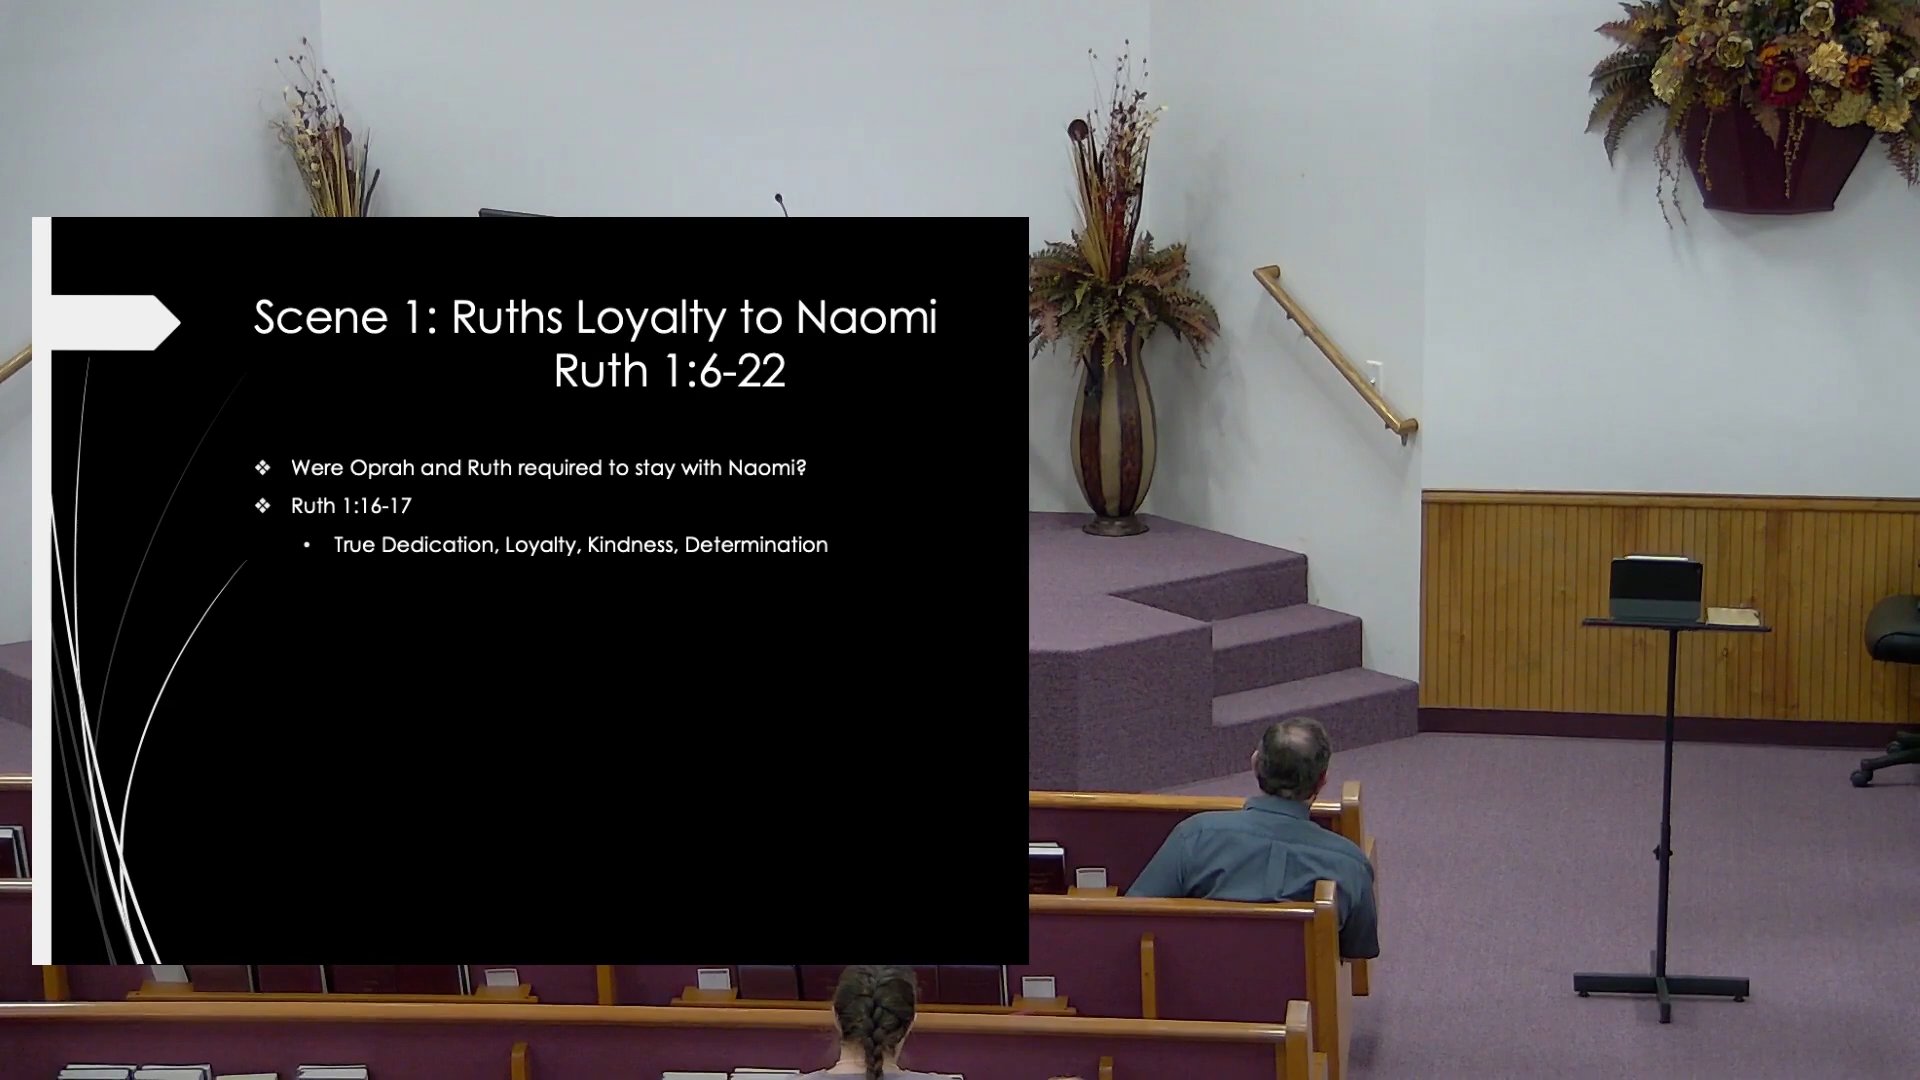 Scene 1: Ruths Loyalty to Naomi
Ruth 1:6-22
❖ Were Oprah and Ruth required to stay with Naomi?
❖ Ruth 1:16-17
• True Dedication, Loyalty, Kindness, Determination